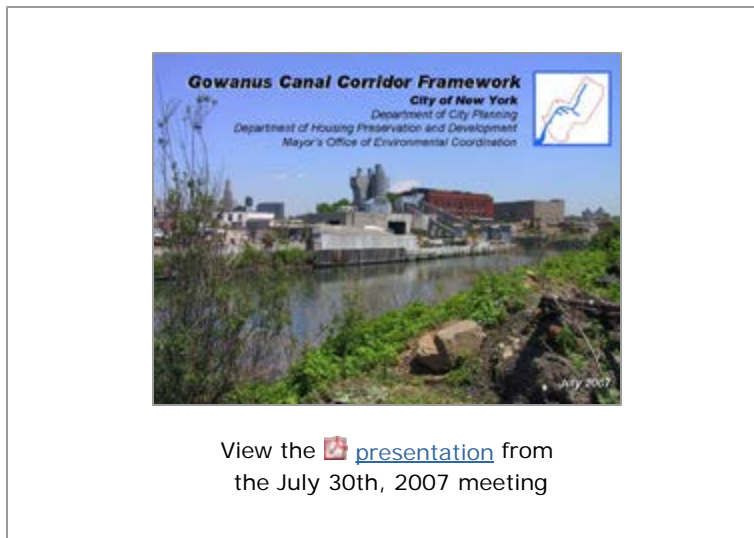 Gowanus Canal Corridor Framework
City of New York
Department of City Planning
Department of Housing Preservation and Development
Mayor's Office of Environmental Coordination
July 2007
View the presentation from
the July 30th, 2007 meeting